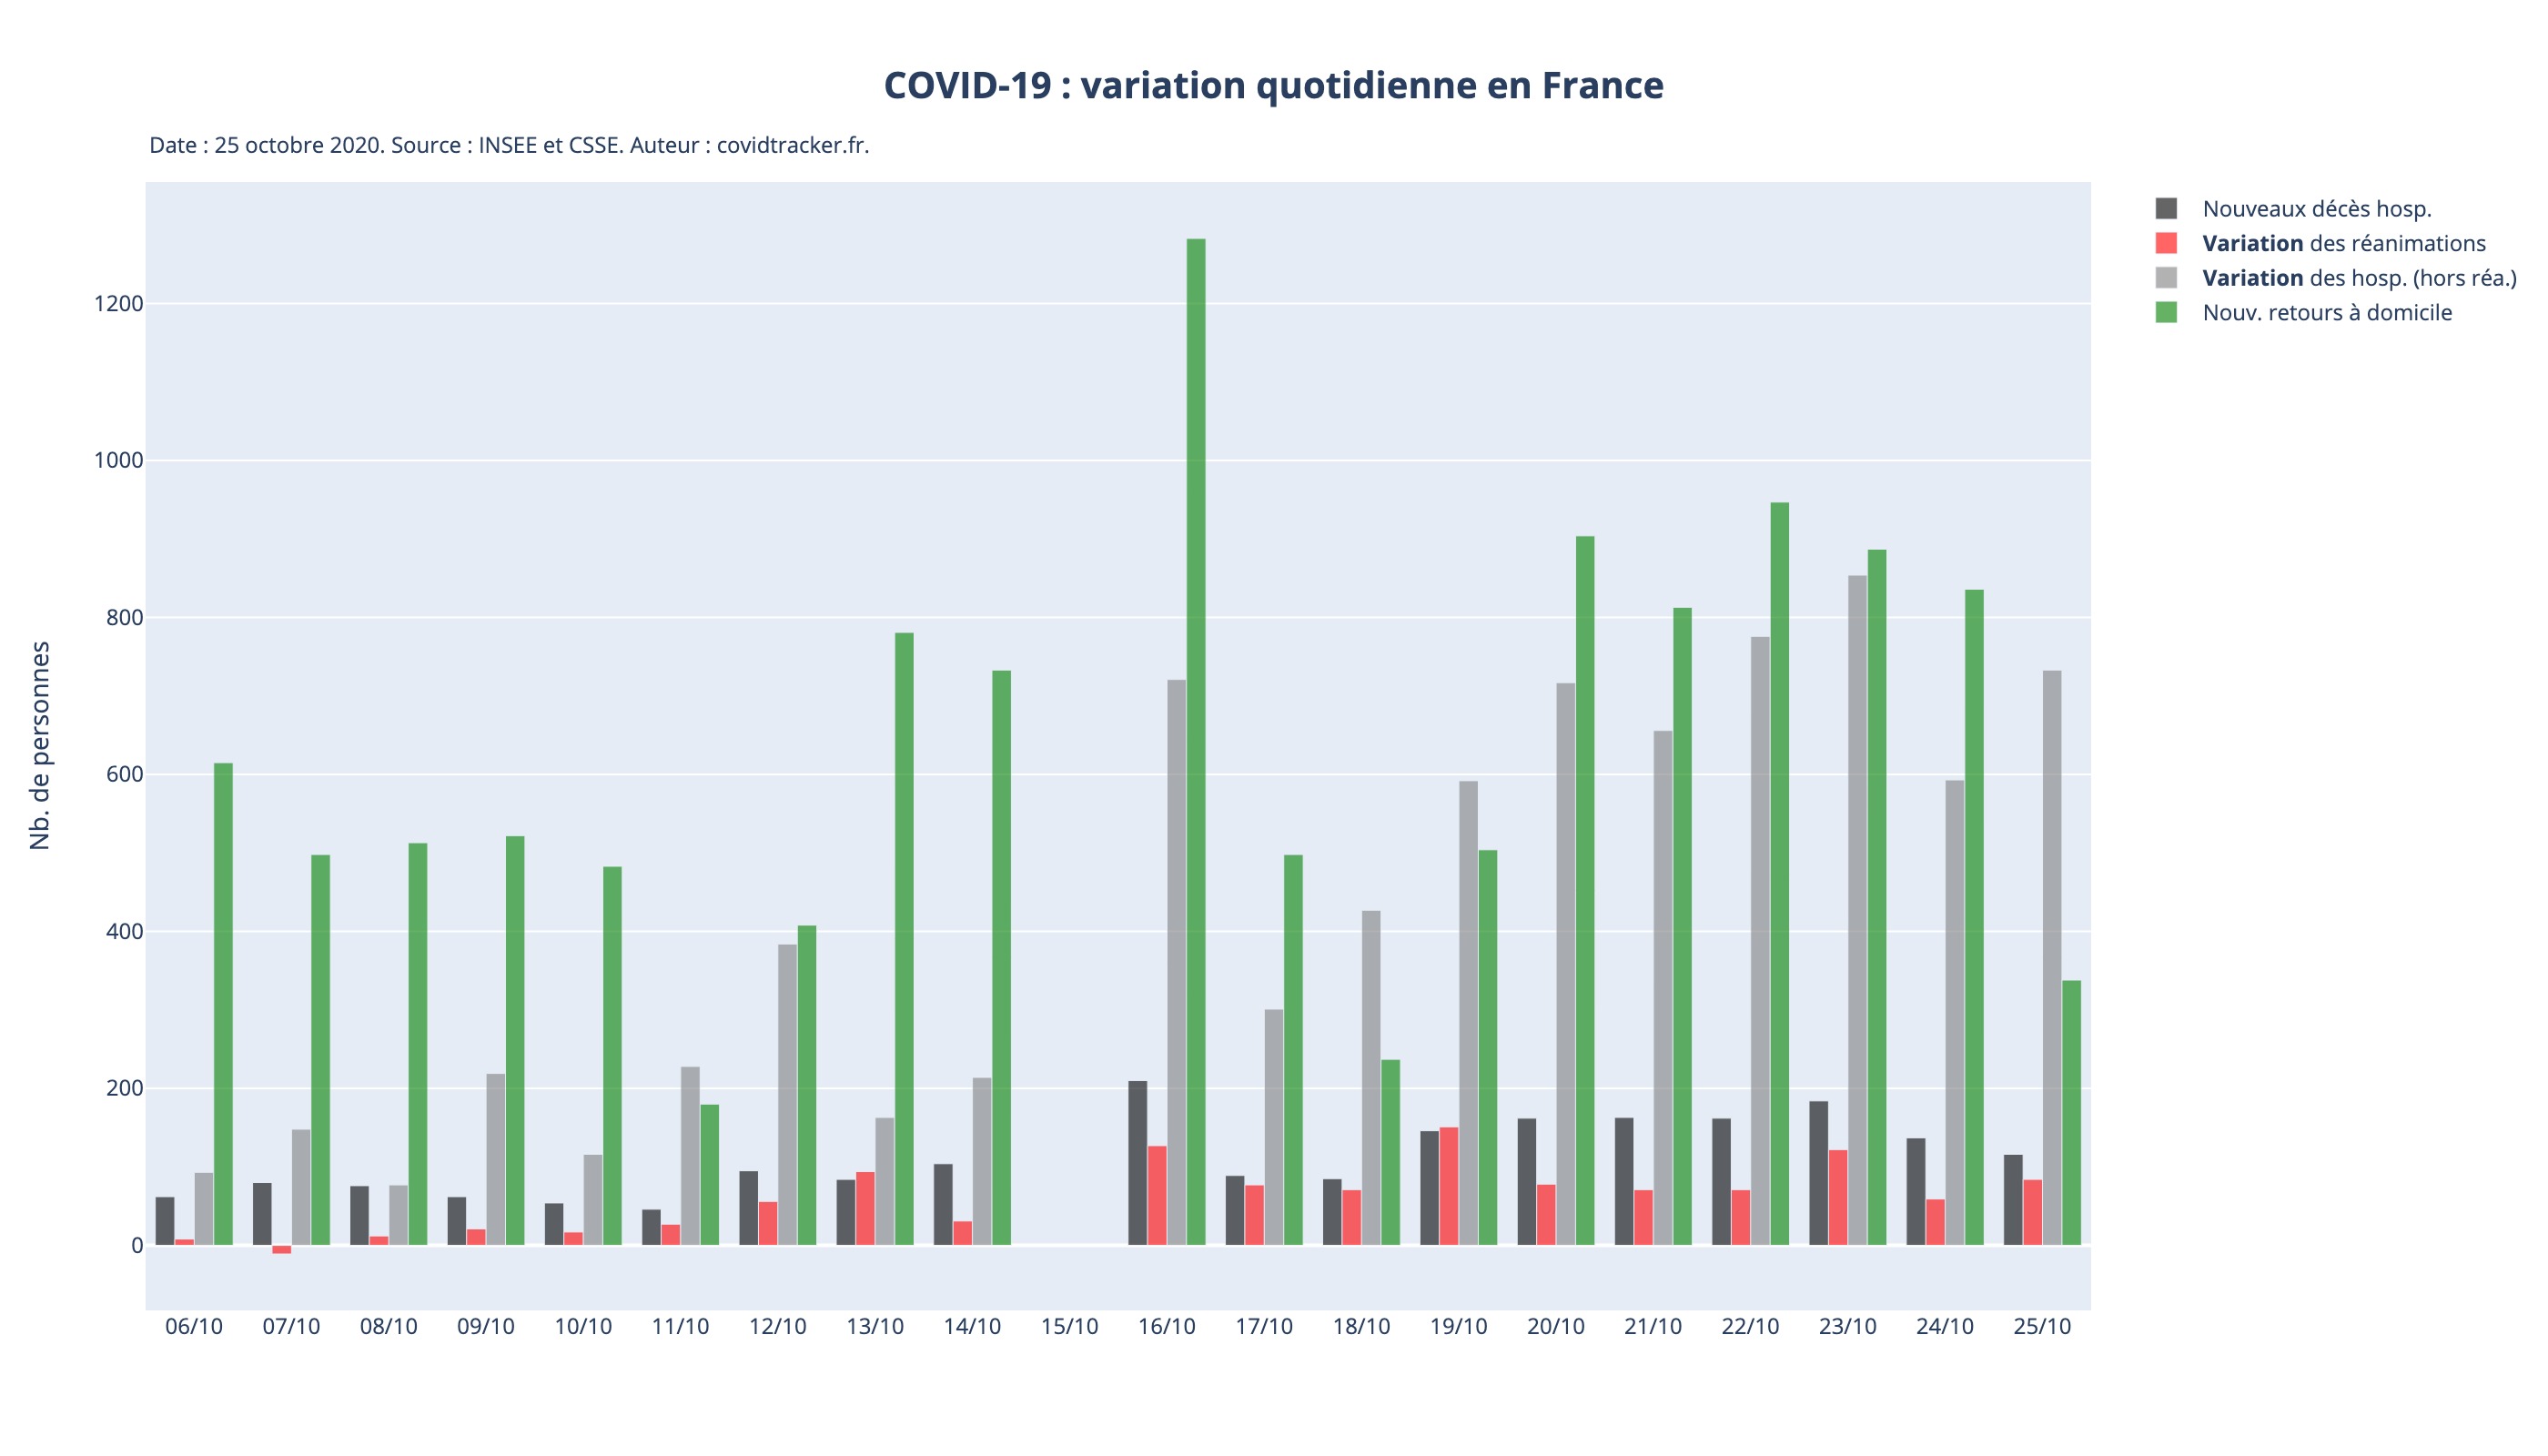 COVID-19 : variation quotidienne en France
Date : 25 octobre 2020. Source : INSEE et CSSE. Auteur : covidtracker.fr.
Nouveaux décès hosp.
Variation des réanimations
Variation des hosp. (hors réa.)
Nouv. retours à domicile
Nb. de personnes
1200
1000
800
600
400
200
0
06/10 07/10 08/10 09/10 10/10 11/10 12/10 13/10 14/10 15/10 16/10 17/10 18/10 19/10 20/10 21/10 22/10 23/10 24/10 25/10